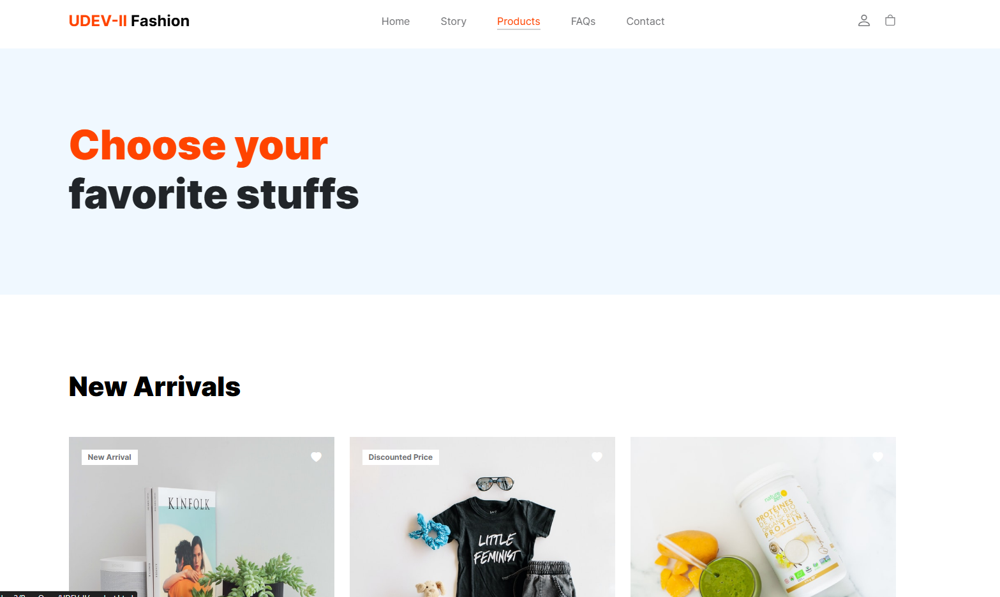 UDEV-II Fashion
Home Story Products FAQs Contact
Choose your
favorite stuffs
New Arrivals
New Arrival
Discounted Price
KINFOLK
LITTLE
FEMINIST
nature
zen
PROTÉINES
DE RIZ BIO
ORGANIC RICE
PROTEIN